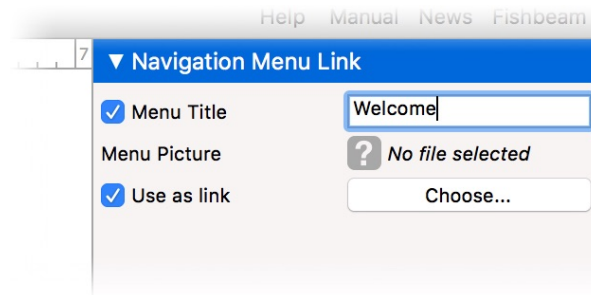 Help Manual News Fishbeam
7
▼ Navigation Menu Link
Menu Title Welcome
Menu Picture ? No file selected
Use as link Choose...